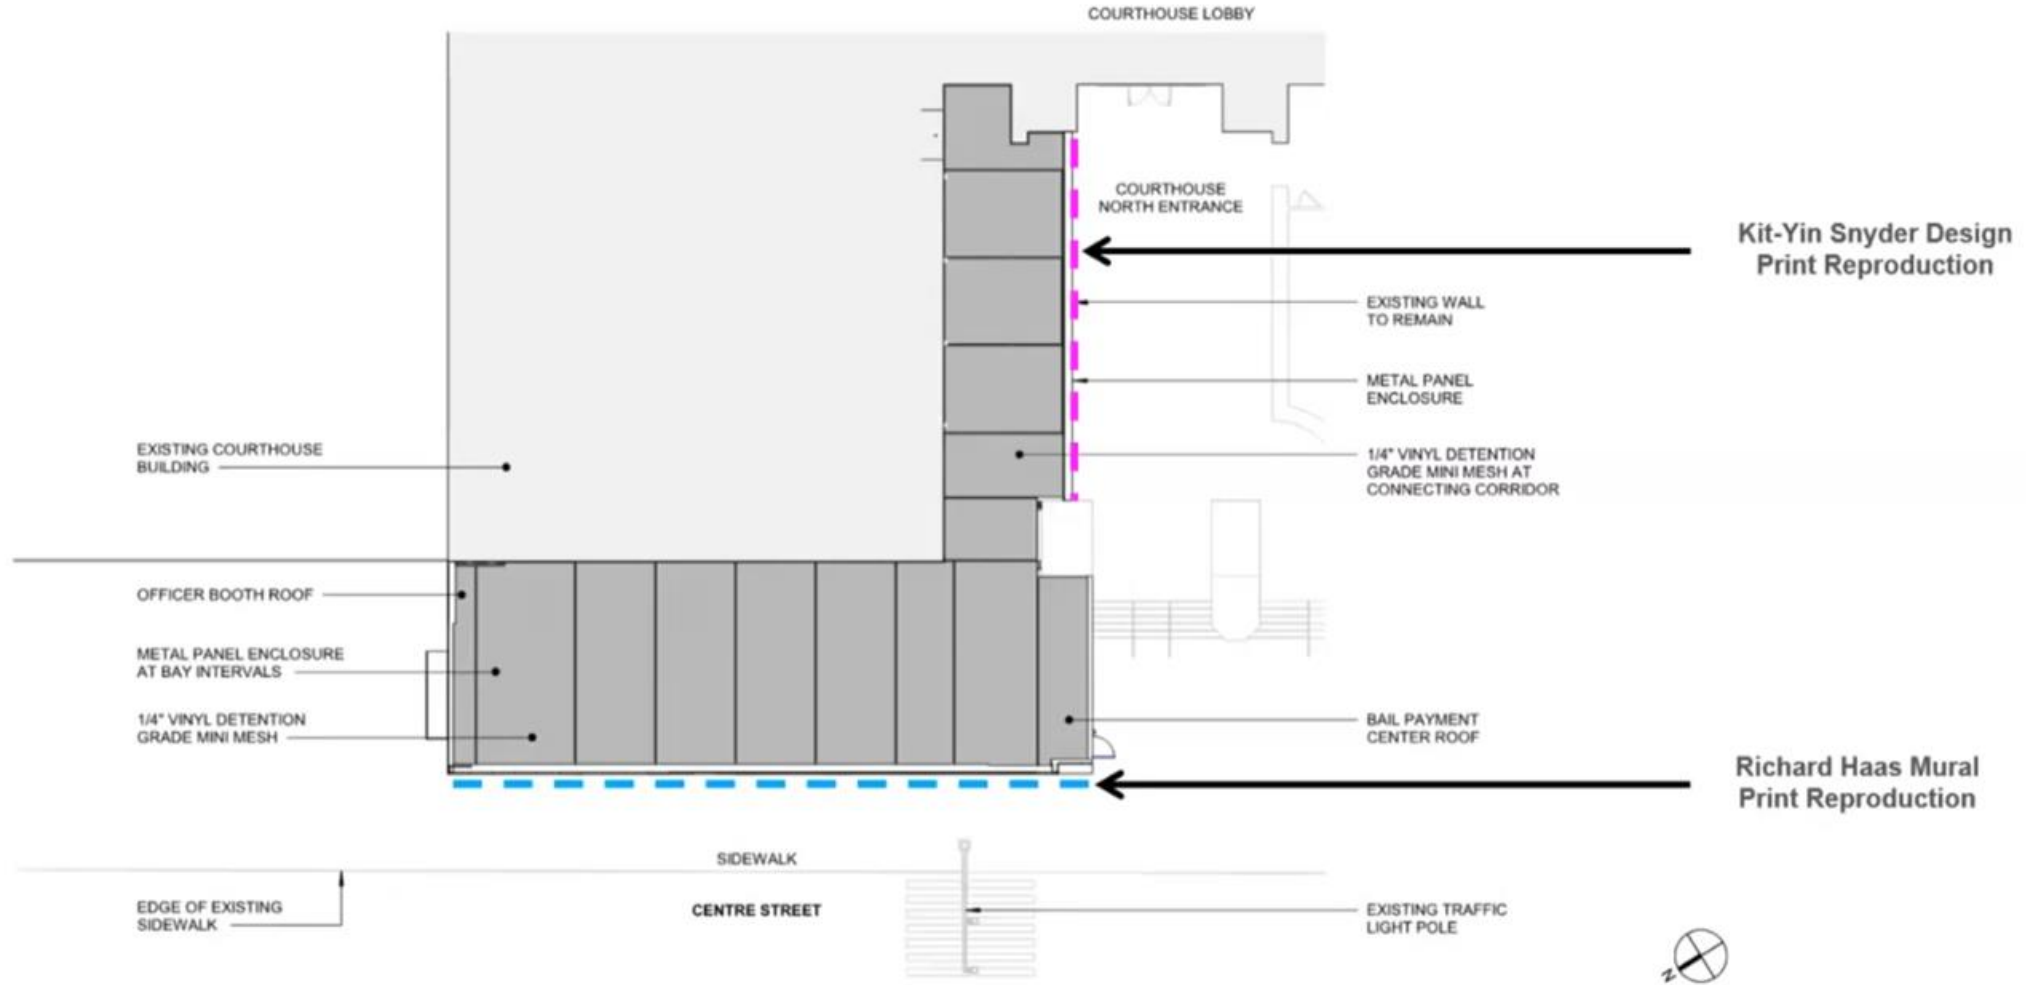 COURTHOUSE LOBBY
COURTHOUSE
NORTH ENTRANCE
Kit-Yin Snyder Design
Print Reproduction
EXISTING WALL
TO REMAIN
METAL PANEL
ENCLOSURE
EXISTING COURTHOUSE
BUILDING
1/4" VINYL DETENTION
GRADE MINI MESH AT
CONNECTING CORRIDOR
OFFICER BOOTH ROOF
METAL PANEL ENCLOSURE
AT BAY INTERVALS
1/4" VINYL DETENTION
GRADE MINI MESH
BAIL PAYMENT
CENTER ROOF
Richard Haas Mural
Print Reproduction
SIDEWALK
EDGE OF EXISTING
SIDEWALK
CENTRE STREET
EXISTING TRAFFIC
LIGHT POLE
N